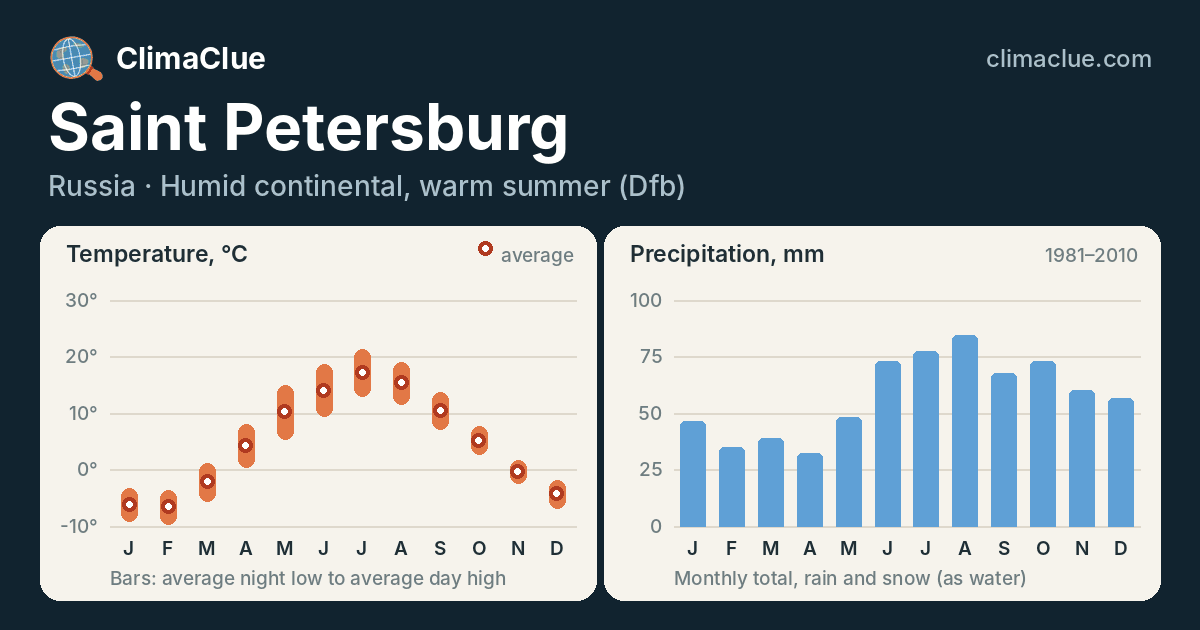 ClimaClue
climaclue.com
Saint Petersburg
Russia · Humid continental, warm summer (Dfb)
Temperature, °C
average
30°
20°
10°
0°
-10°
J F M A M J J A S O N D
Bars: average night low to average day high
Precipitation, mm
1981–2010
100
75
50
25
0
J F M A M J J A S O N D
Monthly total, rain and snow (as water)